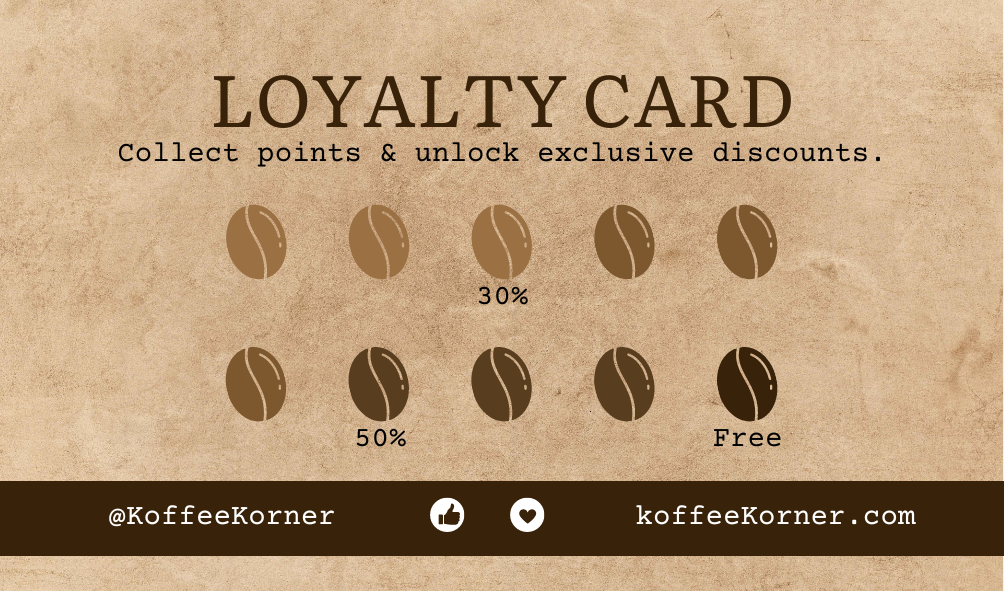 LOYALTY CARD
Collect points & unlock exclusive discounts.
30%
50% Free
@KoffeeKorner koffeeKorner.com